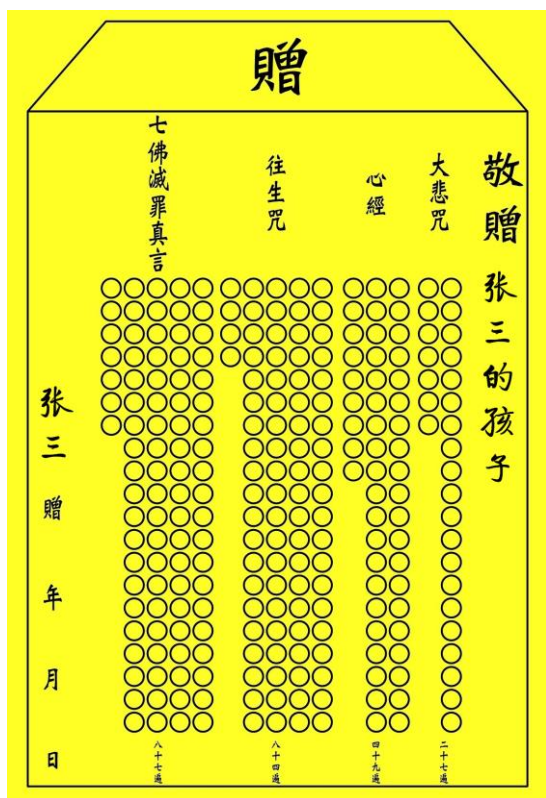 贈
敬贈 张三的孩子
大悲咒
二十七遍
心經
四十九遍
往生咒
八十四遍
七佛滅罪真言
八十七遍
张三 贈 年 月 日